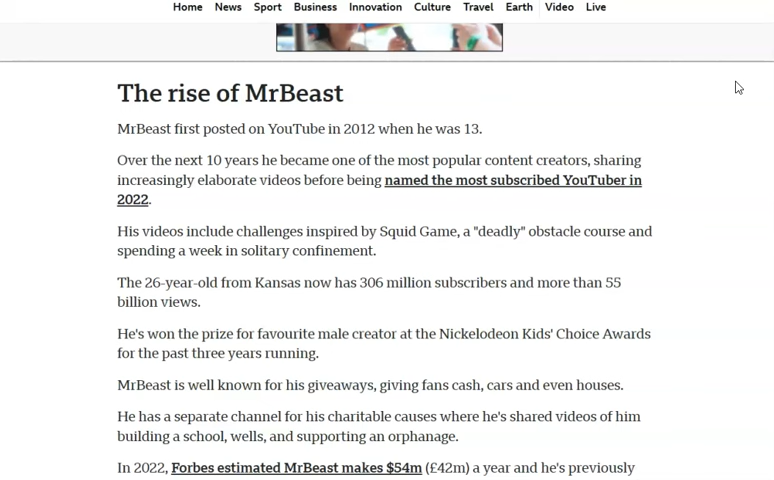 Home News Sport Business Innovation Culture Travel Earth Video Live
The rise of MrBeast
MrBeast first posted on YouTube in 2012 when he was 13.
Over the next 10 years he became one of the most popular content creators, sharing
increasingly elaborate videos before being named the most subscribed YouTuber in
2022.
His videos include challenges inspired by Squid Game, a "deadly" obstacle course and
spending a week in solitary confinement.
The 26-year-old from Kansas now has 306 million subscribers and more than 55
billion views.
He's won the prize for favourite male creator at the Nickelodeon Kids' Choice Awards
for the past three years running.
MrBeast is well known for his giveaways, giving fans cash, cars and even houses.
He has a separate channel for his charitable causes where he's shared videos of him
building a school, wells, and supporting an orphanage.
In 2022, Forbes estimated MrBeast makes $54m (£42m) a year and he's previously